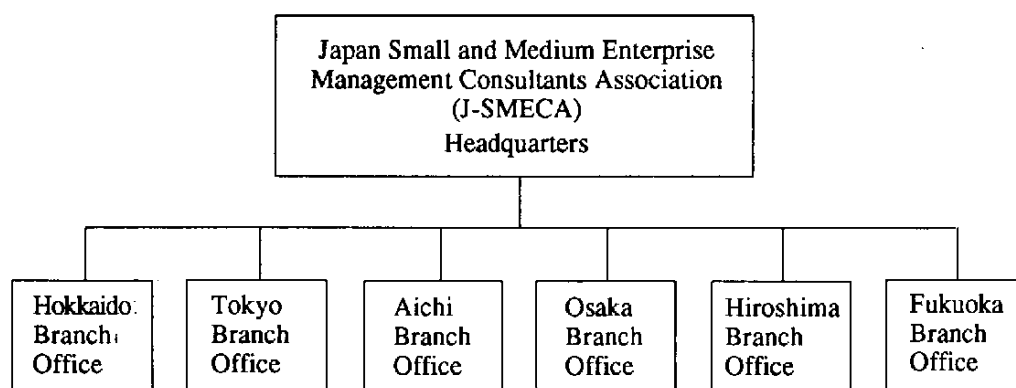 Japan Small and Medium Enterprise
Management Consultants Association
(J-SMECA)
Headquarters
Hokkaido
Branch
Office
Tokyo
Branch
Office
Aichi
Branch
Office
Osaka
Branch
Office
Hiroshima
Branch
Office
Fukuoka
Branch
Office